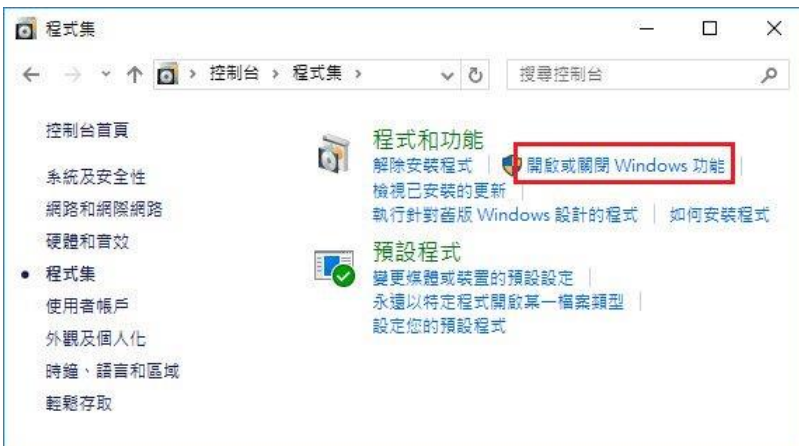 程式集
控制台 › 程式集 ›
搜尋控制台
控制台首頁
系統及安全性
網路和網際網路
硬體和音效
程式集
使用者帳戶
外觀及個人化
時鐘、語言和區域
輕鬆存取
程式和功能
解除安裝程式 | 開啟或關閉 Windows 功能
檢視已安裝的更新
執行針對舊版 Windows 設計的程式 | 如何安裝程式
預設程式
變更媒體或裝置的預設設定
永遠以特定程式開啟某一檔案類型
設定您的預設程式